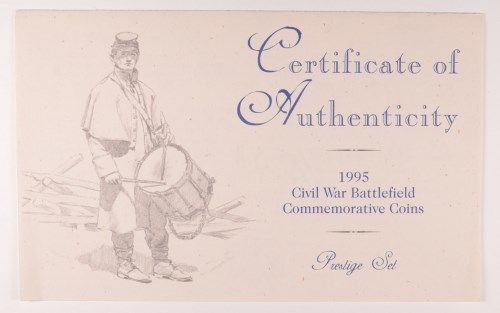 Certificate of
Authenticity
1995
Civil War Battlefield
Commemorative Coins
Prestige Set